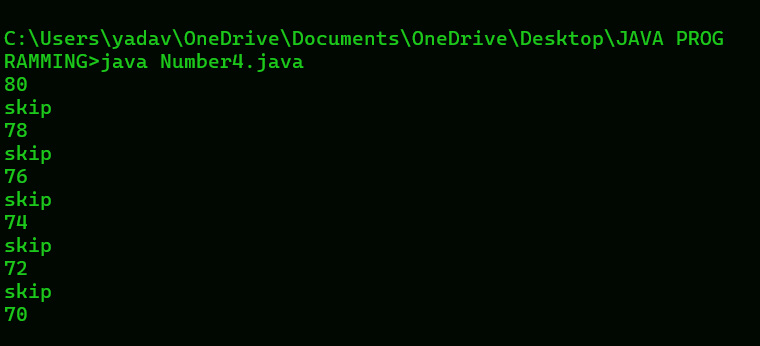 C:\Users\yadav\OneDrive\Documents\OneDrive\Desktop\JAVA PROG
RAMMING>java Number4.java
80
skip
78
skip
76
skip
74
skip
72
skip
70